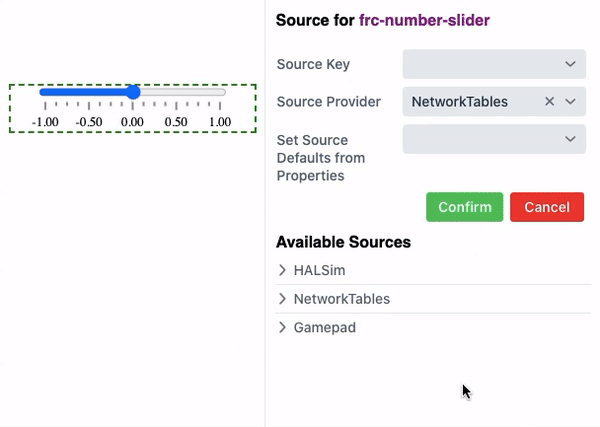 Source for frc-number-slider
Source Key
Source Provider NetworkTables
Set Source
Defaults from
Properties
Confirm Cancel
-1.00 -0.50 0.00 0.50 1.00
Available Sources
HALSim
NetworkTables
Gamepad